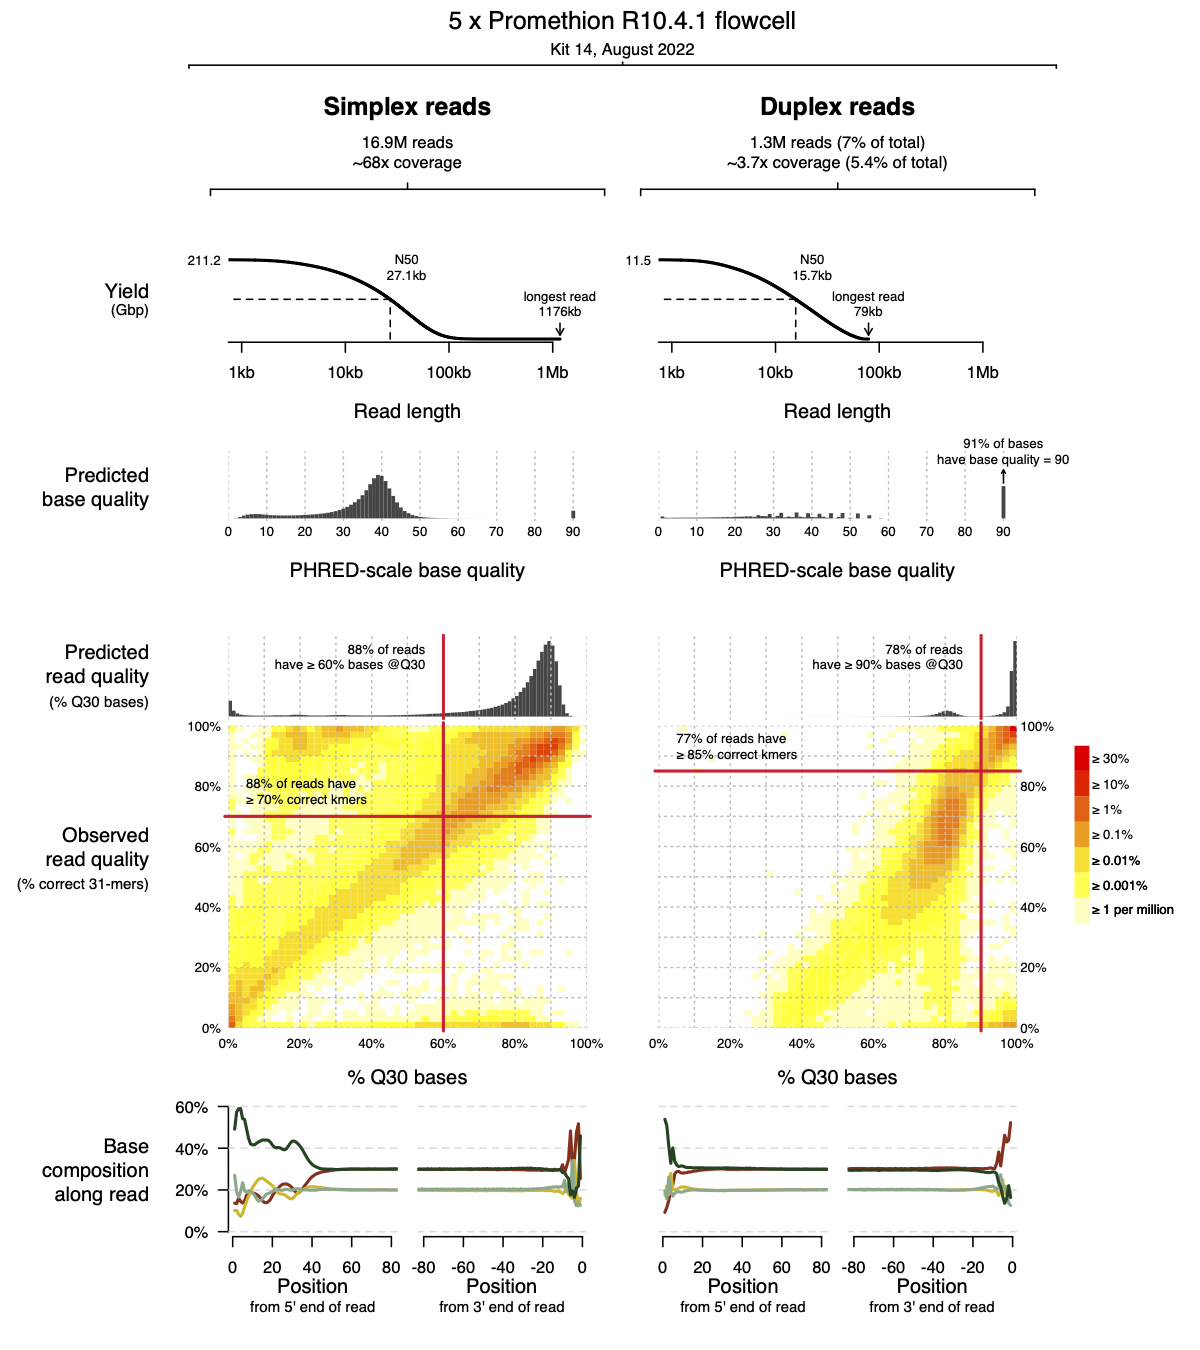 5 x Promethion R10.4.1 flowcell
Kit 14, August 2022
Simplex reads
16.9M reads
~68x coverage
Duplex reads
1.3M reads (7% of total)
~3.7x coverage (5.4% of total)
Yield
(Gbp)
211.2
N50
27.1kb
longest read
1176kb
1kb 10kb 100kb 1Mb
Read length
11.5
N50
15.7kb
longest read
79kb
1kb 10kb 100kb 1Mb
Read length
Predicted
base quality
0 10 20 30 40 50 60 70 80 90
PHRED-scale base quality
91% of bases
have base quality = 90
0 10 20 30 40 50 60 70 80 90
PHRED-scale base quality
Predicted
read quality
(% Q30 bases)
88% of reads
have ≥ 60% bases @Q30
78% of reads
have ≥ 90% bases @Q30
Observed
read quality
(% correct 31-mers)
100%
80%
60%
40%
20%
0%
88% of reads have
≥ 70% correct kmers
0% 20% 40% 60% 80% 100%
% Q30 bases
77% of reads have
≥ 85% correct kmers
100%
80%
60%
40%
20%
0%
0% 20% 40% 60% 80% 100%
% Q30 bases
≥ 30%
≥ 10%
≥ 1%
≥ 0.1%
≥ 0.01%
≥ 0.001%
≥ 1 per million
Base
composition
along read
60%
40%
20%
0%
0 20 40 60 80
Position
from 5' end of read
-80 -60 -40 -20 0
Position
from 3' end of read
0 20 40 60 80
Position
from 5' end of read
-80 -60 -40 -20 0
Position
from 3' end of read